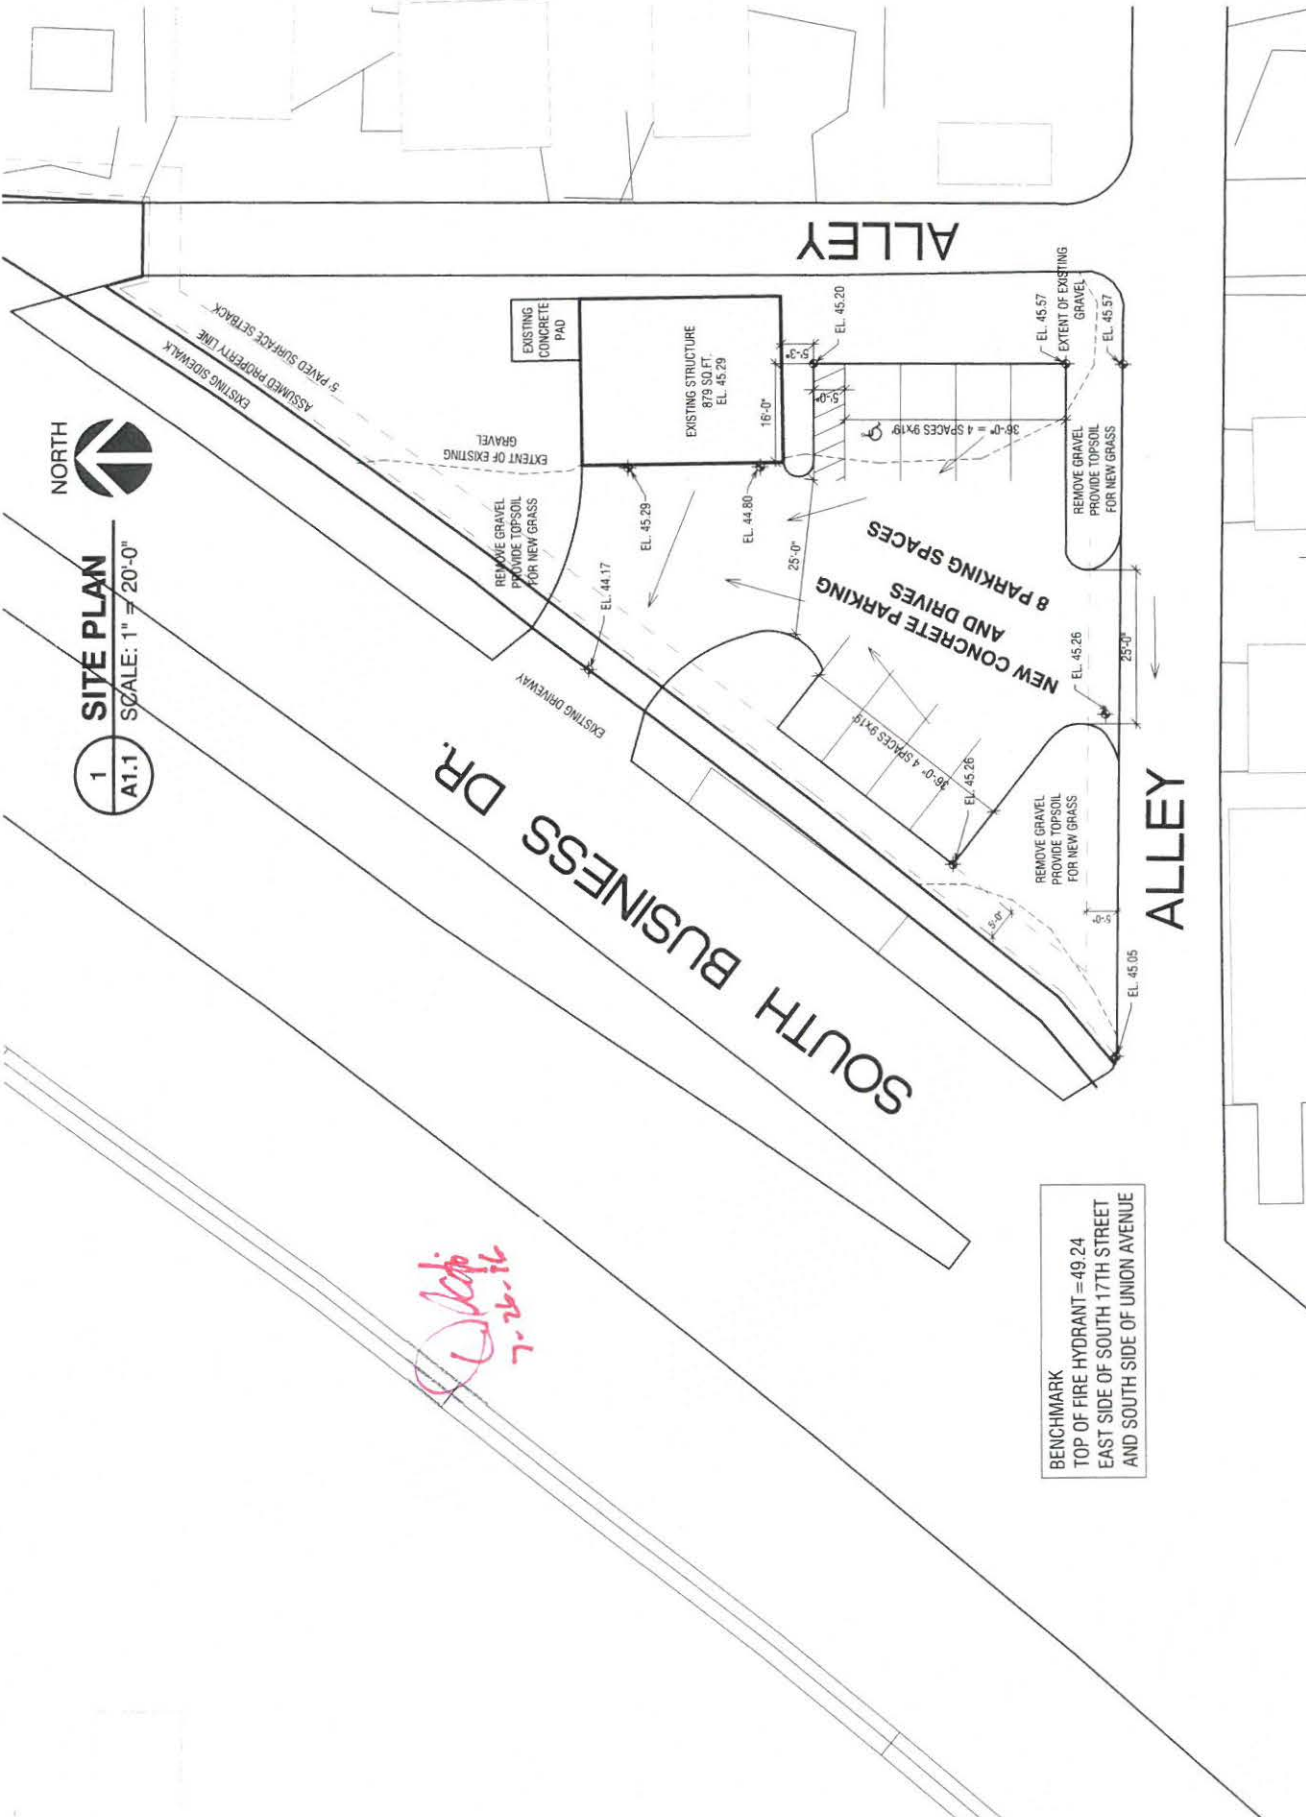 NORTH
1
A1.1
SITE PLAN
SCALE: 1" = 20'-0"
ALLEY
5' PAVED SURFACE SETBACK
ASSUMED PROPERTY LINE
EXISTING SIDEWALK
EXISTING
CONCRETE
PAD
EXISTING STRUCTURE
879 SQ.FT.
EL. 45.29
EXTENT OF EXISTING
GRAVEL
REMOVE GRAVEL
PROVIDE TOPSOIL
FOR NEW GRASS
EL. 45.29
EL. 44.80
EL. 44.17
16'-0"
5'-3"
EL. 45.20
5'-0"
36'-0" = 4 SPACES 9x19'
EL. 45.57
EXTENT OF EXISTING
GRAVEL
EL. 45.57
REMOVE GRAVEL
PROVIDE TOPSOIL
FOR NEW GRASS
25'-0"
NEW CONCRETE PARKING
AND DRIVES
8 PARKING SPACES
EXISTING DRIVEWAY
36'-0" 4 SPACES 9x19'
EL. 45.26
EL. 45.26
25'-0"
REMOVE GRAVEL
PROVIDE TOPSOIL
FOR NEW GRASS
5'-0"
5'-0"
EL. 45.05
SOUTH BUSINESS DR.
ALLEY
7-26-16
BENCHMARK
TOP OF FIRE HYDRANT=49.24
EAST SIDE OF SOUTH 17TH STREET
AND SOUTH SIDE OF UNION AVENUE